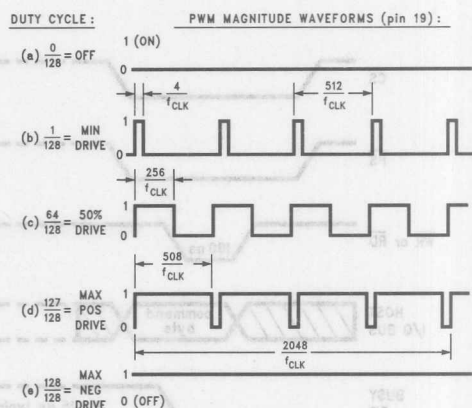 DUTY CYCLE: PWM MAGNITUDE WAVEFORMS (pin 19):
1 (ON)
(a) 0/128 = OFF
0
4/fCLK 512/fCLK
1
(b) 1/128 = MIN DRIVE
0
256/fCLK
1
(c) 64/128 = 50% DRIVE
0
508/fCLK
1
(d) 127/128 = MAX POS DRIVE
0
2048/fCLK
1
(e) 128/128 = MAX NEG DRIVE
0 (OFF)